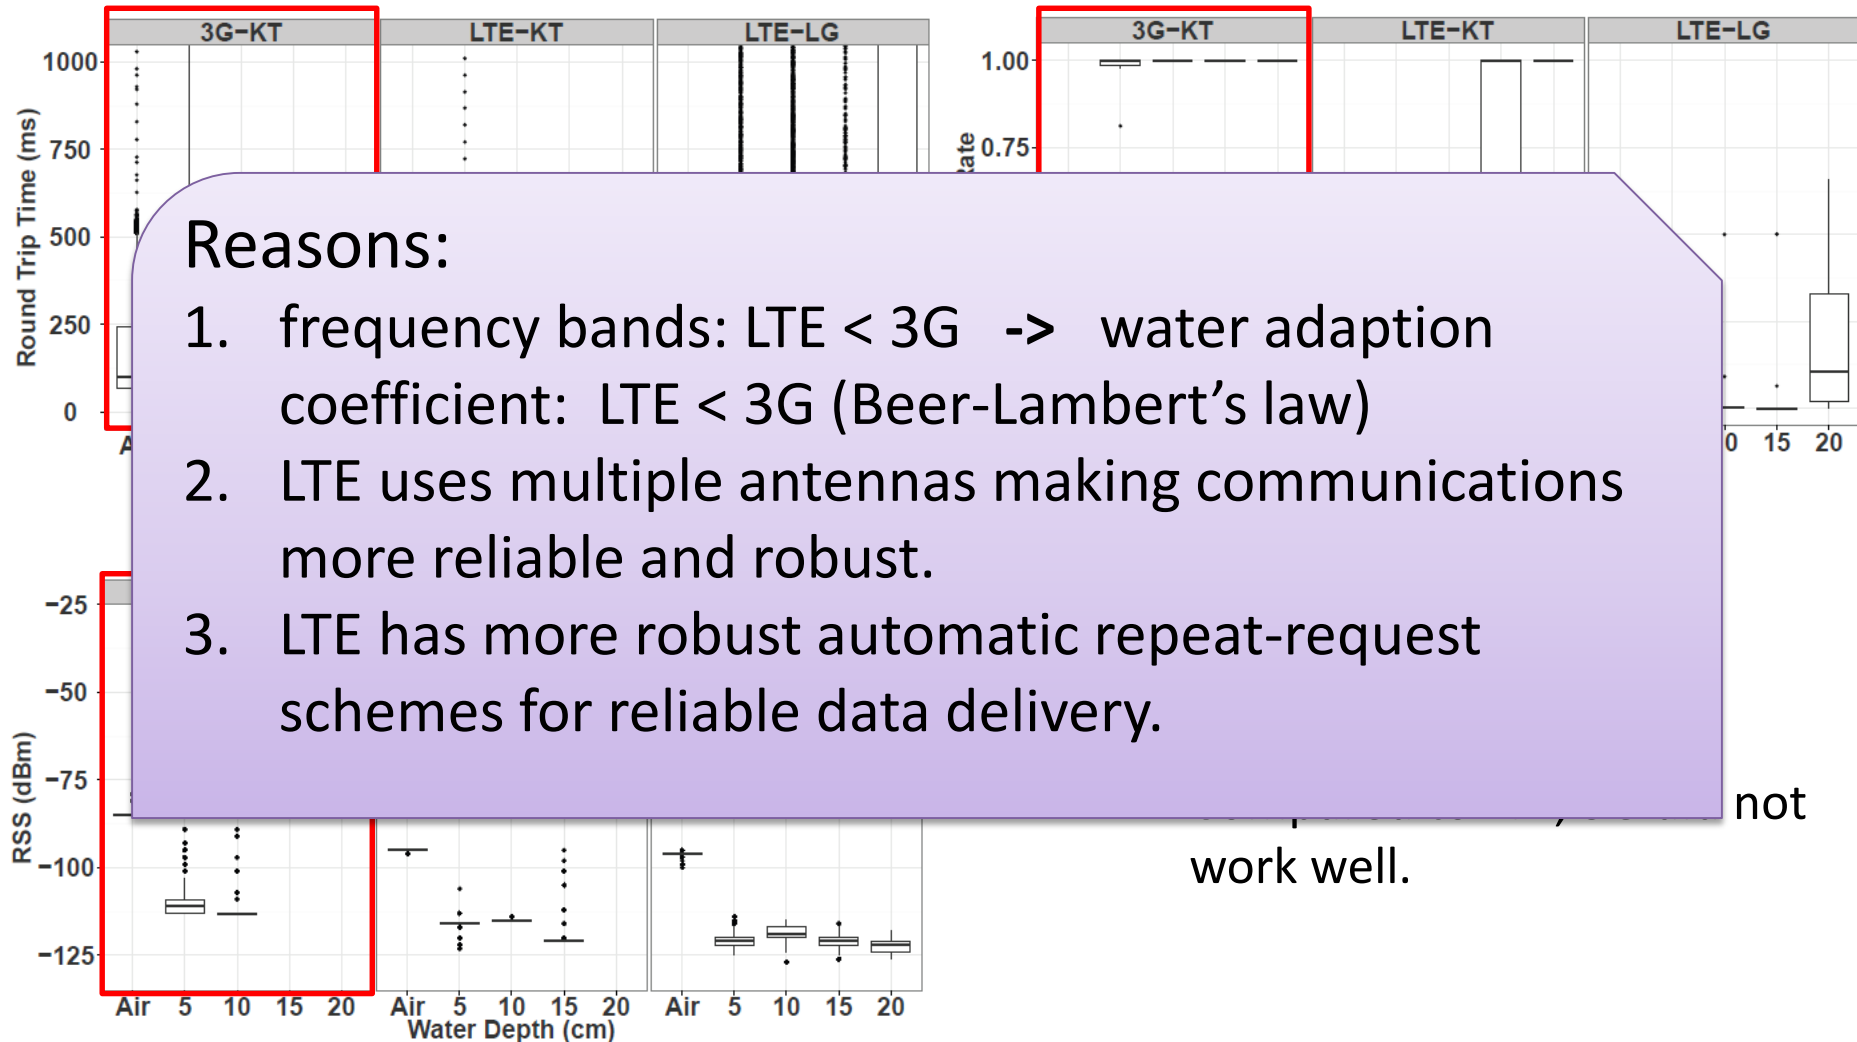 3G−KT LTE−KT LTE−LG
1000
750
500
250
0
Round Trip Time (ms)
3G−KT LTE−KT LTE−LG
1.00
0.75
15 20
Reasons:
1. frequency bands: LTE < 3G -> water adaption
coefficient: LTE < 3G (Beer-Lambert’s law)
2. LTE uses multiple antennas making communications
more reliable and robust.
3. LTE has more robust automatic repeat-request
schemes for reliable data delivery.
not
work well.
−25
−50
−75
−100
−125
RSS (dBm)
Air 5 10 15 20 Air 5 10 15 20 Air 5 10 15 20
Water Depth (cm)